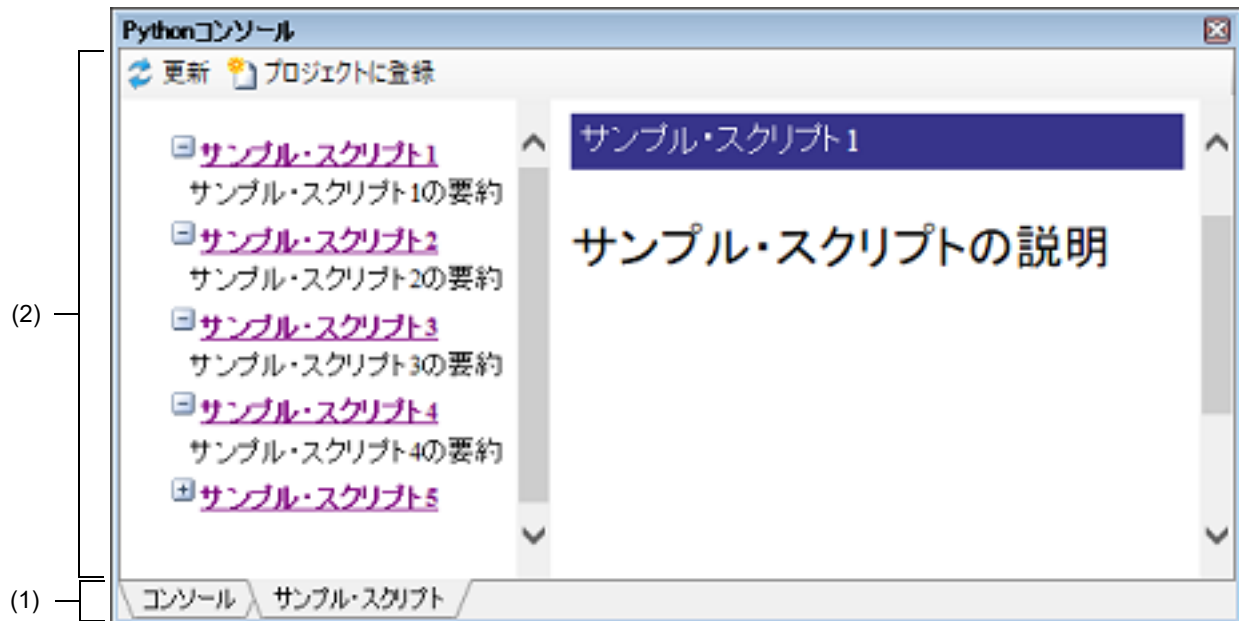 Pythonコンソール
更新 プロジェクトに登録
サンプル・スクリプト1
サンプル・スクリプト1の要約
サンプル・スクリプト2
サンプル・スクリプト2の要約
サンプル・スクリプト3
サンプル・スクリプト3の要約
サンプル・スクリプト4
サンプル・スクリプト4の要約
サンプル・スクリプト5
サンプル・スクリプト1
サンプル・スクリプトの説明
(2)
コンソール サンプル・スクリプト
(1)